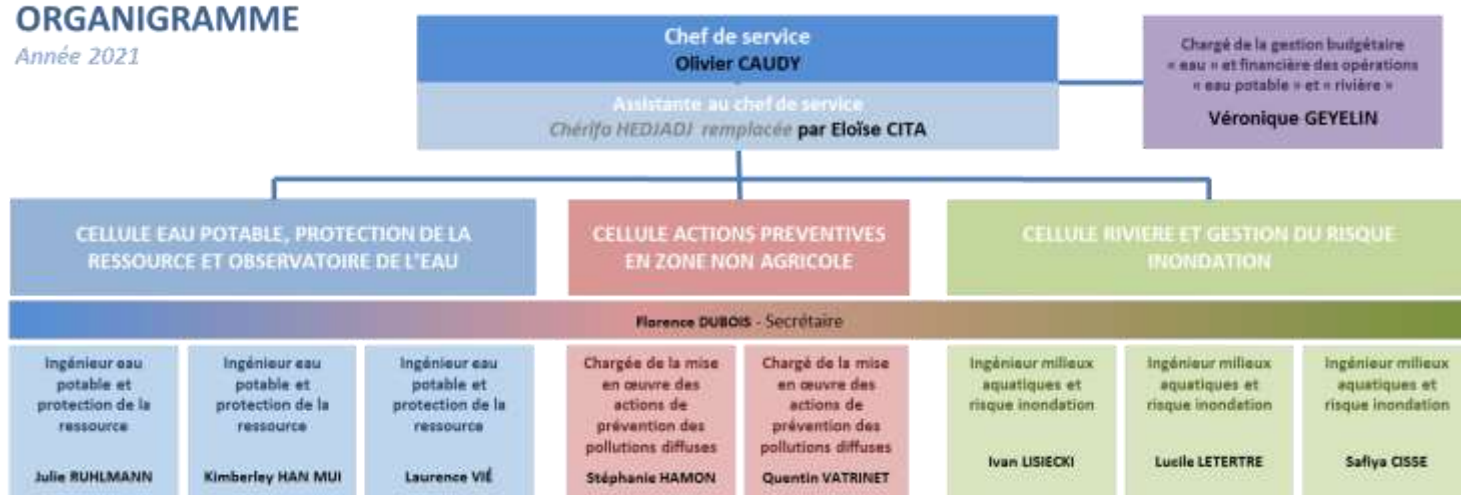 ORGANIGRAMME
Année 2021
Chef de service
Olivier CAUDY
Assistante au chef de service
Chérifa HEDJADJ remplacée par Eloïse CITA
Chargé de la gestion budgétaire
« eau » et financière des opérations
« eau potable » et « rivière »
Véronique GEYELIN
CELLULE EAU POTABLE, PROTECTION DE LA
RESSOURCE ET OBSERVATOIRE DE L'EAU
CELLULE ACTIONS PREVENTIVES
EN ZONE NON AGRICOLE
CELLULE RIVIERE ET GESTION DU RISQUE
INONDATION
Florence DUBOIS - Secrétaire
Ingénieur eau
potable et
protection de la
ressource
Julie RUHLMANN
Ingénieur eau
potable et
protection de la
ressource
Kimberley HAN MUI
Ingénieur eau
potable et
protection de la
ressource
Laurence VIÉ
Chargée de la mise
en œuvre des
actions de
prévention des
pollutions diffuses
Stéphanie HAMON
Chargé de la mise
en œuvre des
actions de
prévention des
pollutions diffuses
Quentin VATRINET
Ingénieur milieux
aquatiques et
risque inondation
Ivan LISIECKI
Ingénieur milieux
aquatiques et
risque inondation
Lucile LETERTRE
Ingénieur milieux
aquatiques et
risque inondation
Safiya CISSE